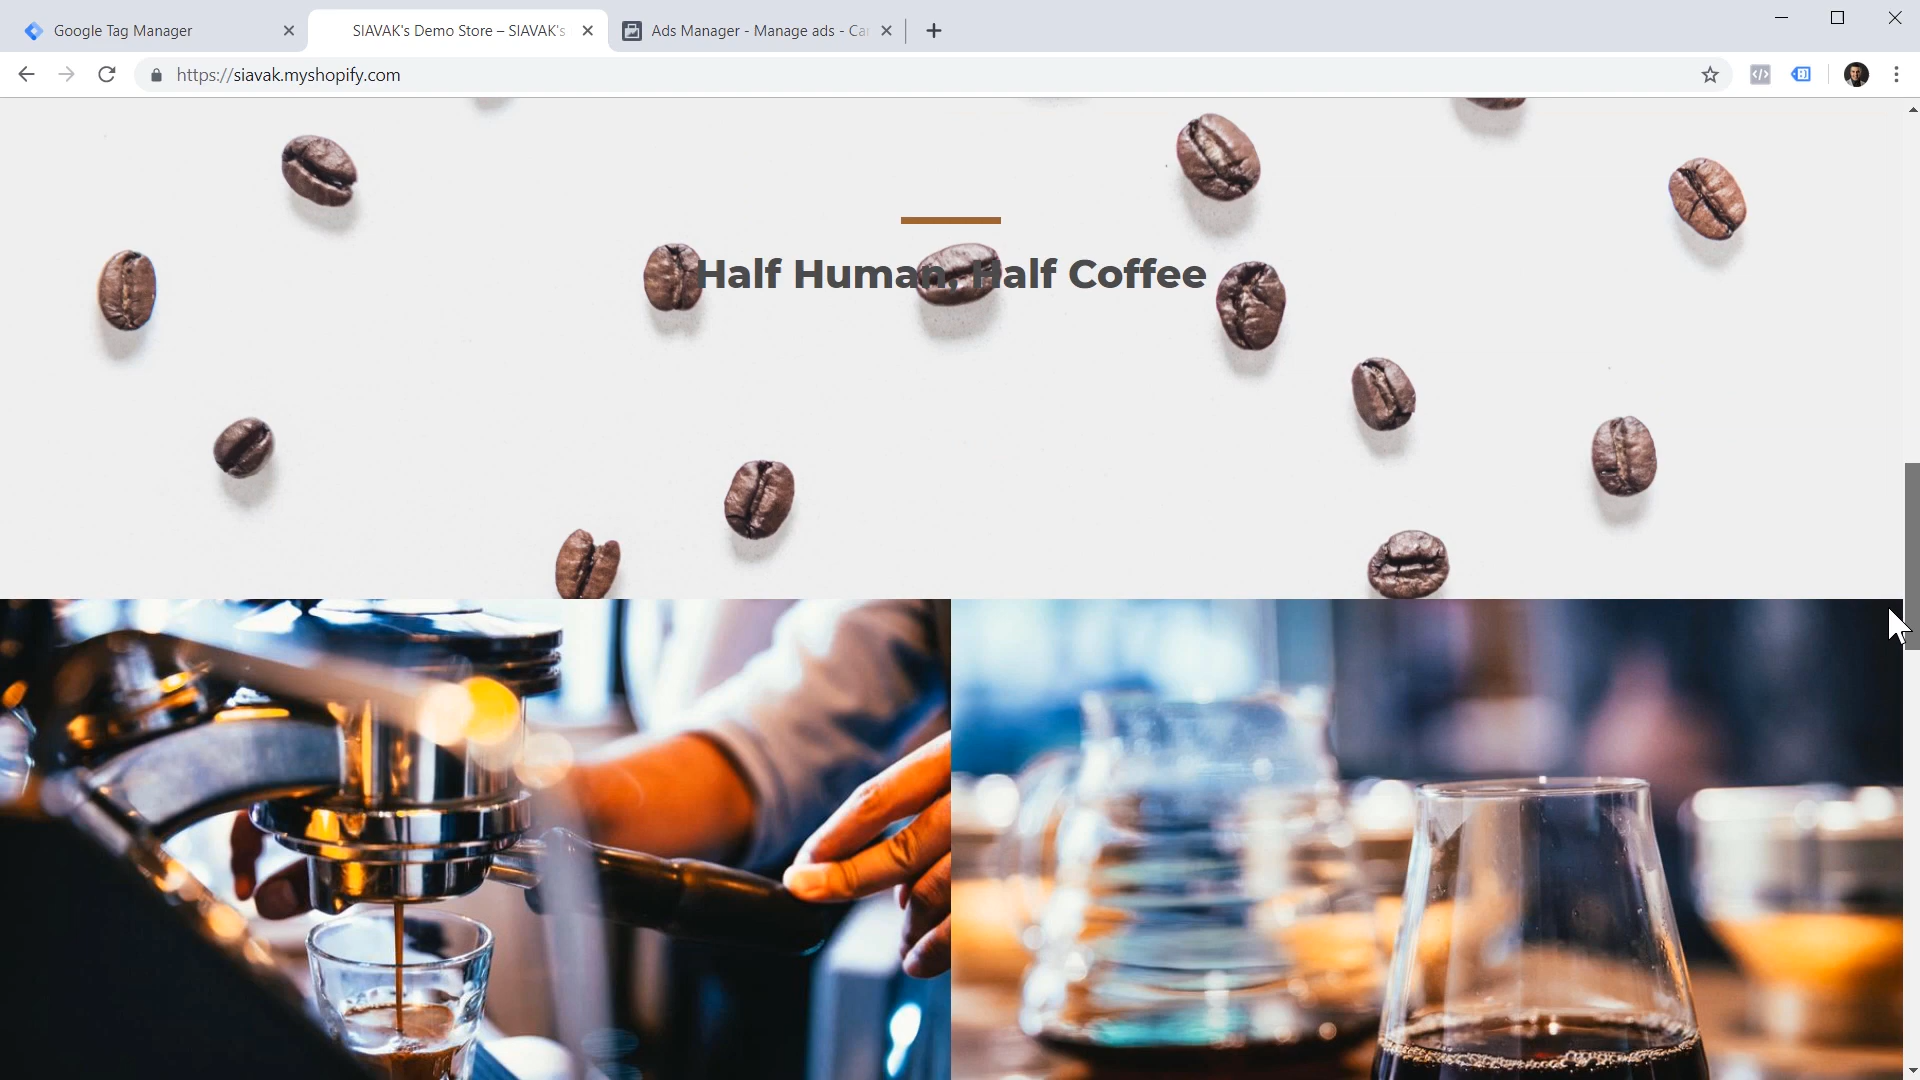 Google Tag Manager
SIAVAK's Demo Store – SIAVAK's
Ads Manager - Manage ads - Ca
https://siavak.myshopify.com
Half Human, Half Coffee